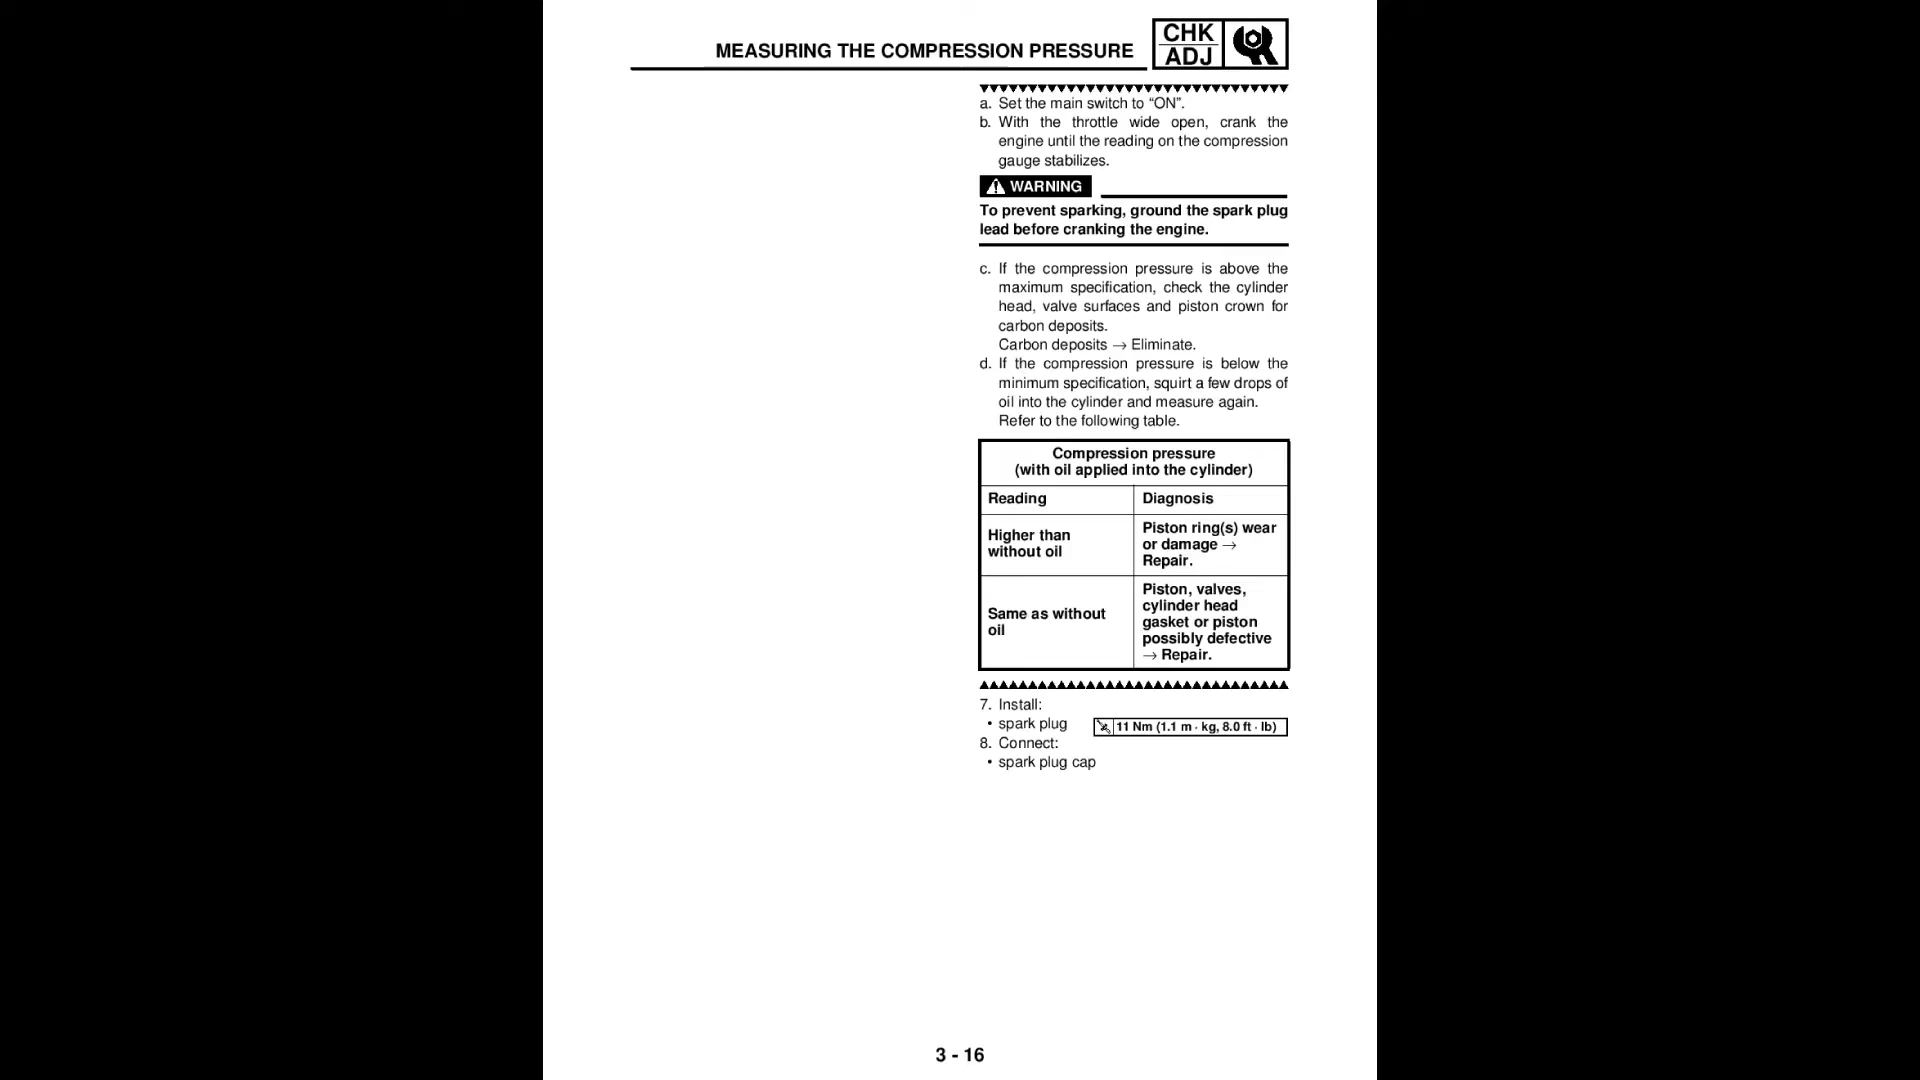 MEASURING THE COMPRESSION PRESSURE
CHK
ADJ
a. Set the main switch to “ON”.
b. With the throttle wide open, crank the
engine until the reading on the compression
gauge stabilizes.
WARNING
To prevent sparking, ground the spark plug
lead before cranking the engine.
c. If the compression pressure is above the
maximum specification, check the cylinder
head, valve surfaces and piston crown for
carbon deposits.
Carbon deposits → Eliminate.
d. If the compression pressure is below the
minimum specification, squirt a few drops of
oil into the cylinder and measure again.
Refer to the following table.
Compression pressure
(with oil applied into the cylinder)
Reading Diagnosis
Higher than
without oil
Piston ring(s) wear
or damage →
Repair.
Same as without
oil
Piston, valves,
cylinder head
gasket or piston
possibly defective
→ Repair.
7. Install:
• spark plug 11 Nm (1.1 m · kg, 8.0 ft · lb)
8. Connect:
• spark plug cap
3 - 16